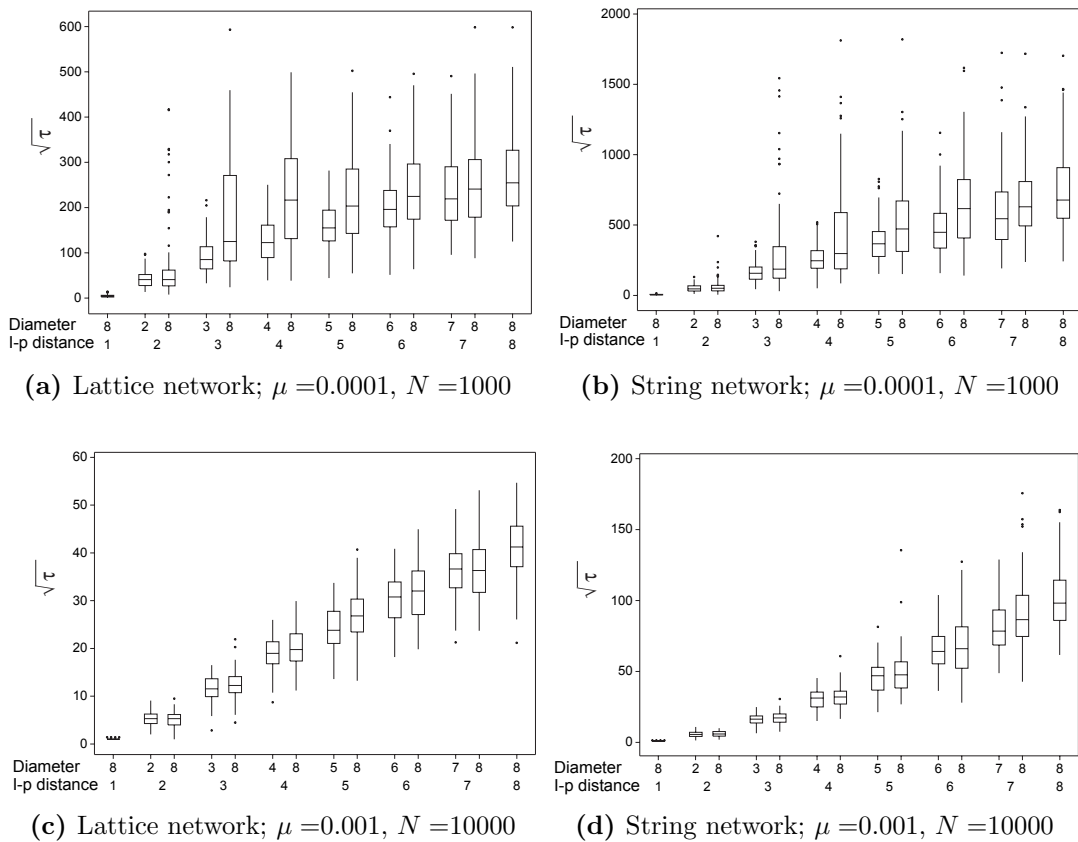 600
500
400
300
200
100
0
√τ
Diameter 8 2 8 3 8 4 8 5 8 6 8 7 8 8
I-p distance 1 2 3 4 5 6 7 8
(a) Lattice network; μ =0.0001, N =1000
2000
1500
1000
500
0
√τ
Diameter 8 2 8 3 8 4 8 5 8 6 8 7 8 8
I-p distance 1 2 3 4 5 6 7 8
(b) String network; μ =0.0001, N =1000
60
50
40
30
20
10
0
√τ
Diameter 8 2 8 3 8 4 8 5 8 6 8 7 8 8
I-p distance 1 2 3 4 5 6 7 8
(c) Lattice network; μ =0.001, N =10000
200
150
100
50
0
√τ
Diameter 8 2 8 3 8 4 8 5 8 6 8 7 8 8
I-p distance 1 2 3 4 5 6 7 8
(d) String network; μ =0.001, N =10000